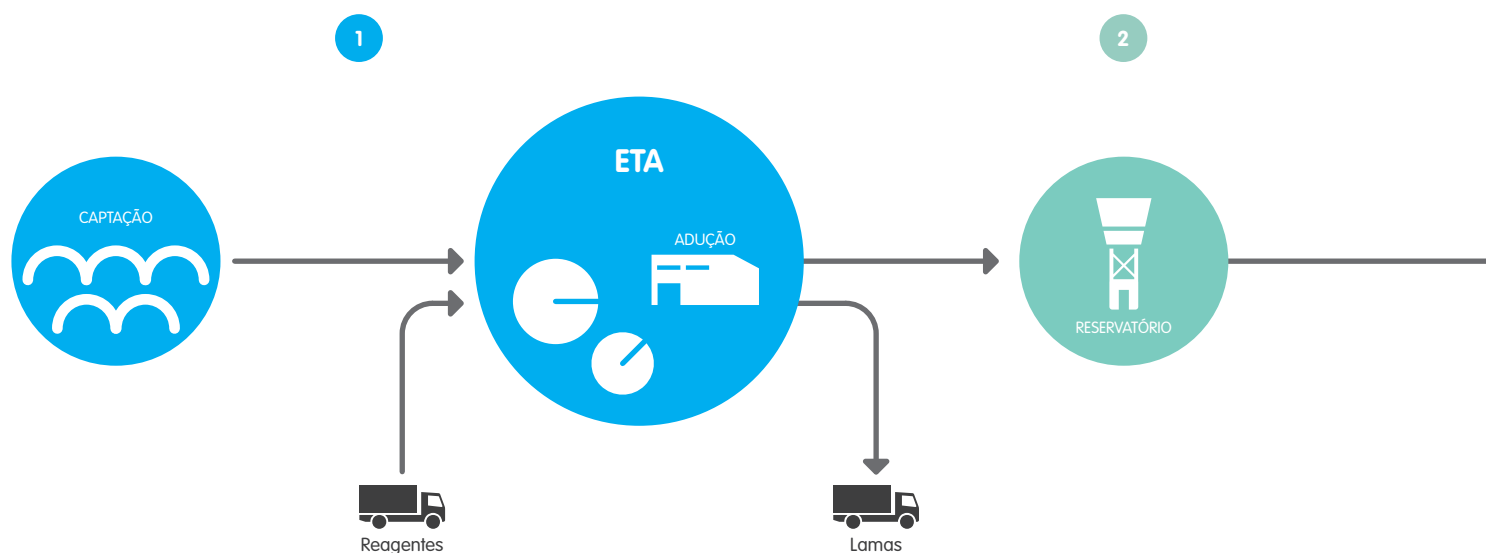 1
2
ETA
CAPTAÇÃO
ADUÇÃO
RESERVATÓRIO
Reagentes
Lamas